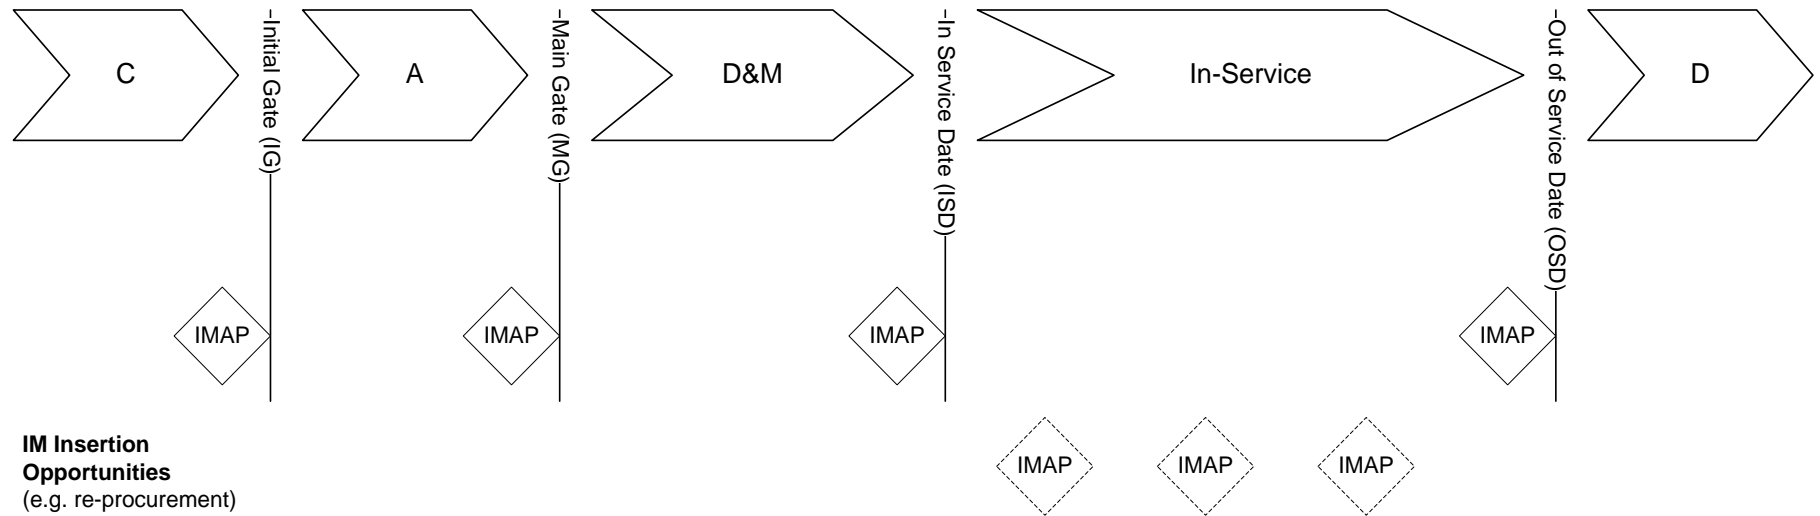 C
-Initial Gate (IG)
A
-Main Gate (MG)
D&M
-In Service Date (ISD)
In-Service
-Out of Service Date (OSD)
D
IMAP
IMAP
IMAP
IMAP
IM Insertion
Opportunities
(e.g. re-procurement)
IMAP
IMAP
IMAP